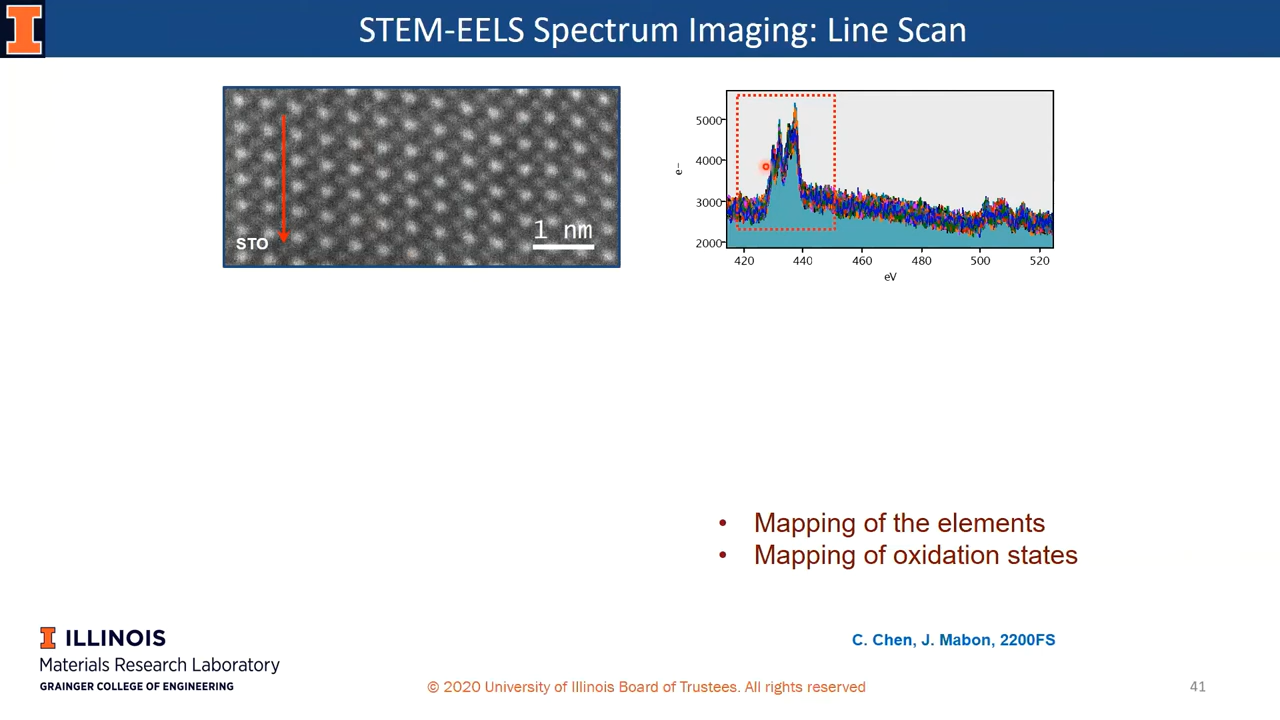 STEM-EELS Spectrum Imaging: Line Scan
STO
1 nm
5000
4000
3000
2000
e-
420 440 460 480 500 520
eV
• Mapping of the elements
• Mapping of oxidation states
I ILLINOIS
Materials Research Laboratory
GRAINGER COLLEGE OF ENGINEERING
C. Chen, J. Mabon, 2200FS
© 2020 University of Illinois Board of Trustees. All rights reserved
41